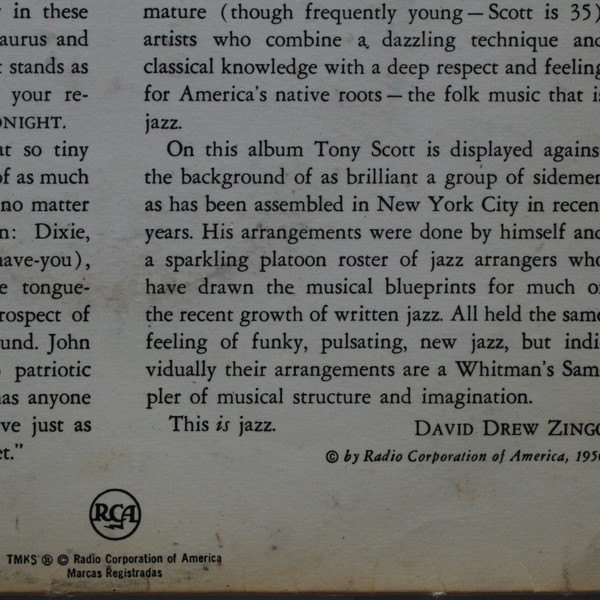 in these
aurus and
stands as
your re-
ONIGHT.
at so tiny
of as much
no matter
n: Dixie,
have-you),
e tongue-
rospect of
und. John
patriotic
has anyone
ve just as
et."
mature (though frequently young — Scott is 35)
artists who combine a dazzling technique and
classical knowledge with a deep respect and feeling
for America's native roots — the folk music that is
jazz.
On this album Tony Scott is displayed agains
the background of as brilliant a group of sidemen
as has been assembled in New York City in recen
years. His arrangements were done by himself and
a sparkling platoon roster of jazz arrangers who
have drawn the musical blueprints for much o
the recent growth of written jazz. All held the same
feeling of funky, pulsating, new jazz, but indi
vidually their arrangements are a Whitman's Sam
pler of musical structure and imagination.
This is jazz.
DAVID DREW ZINGG
© by Radio Corporation of America, 195
RCA
TMKS ® © Radio Corporation of America
Marcas Registradas